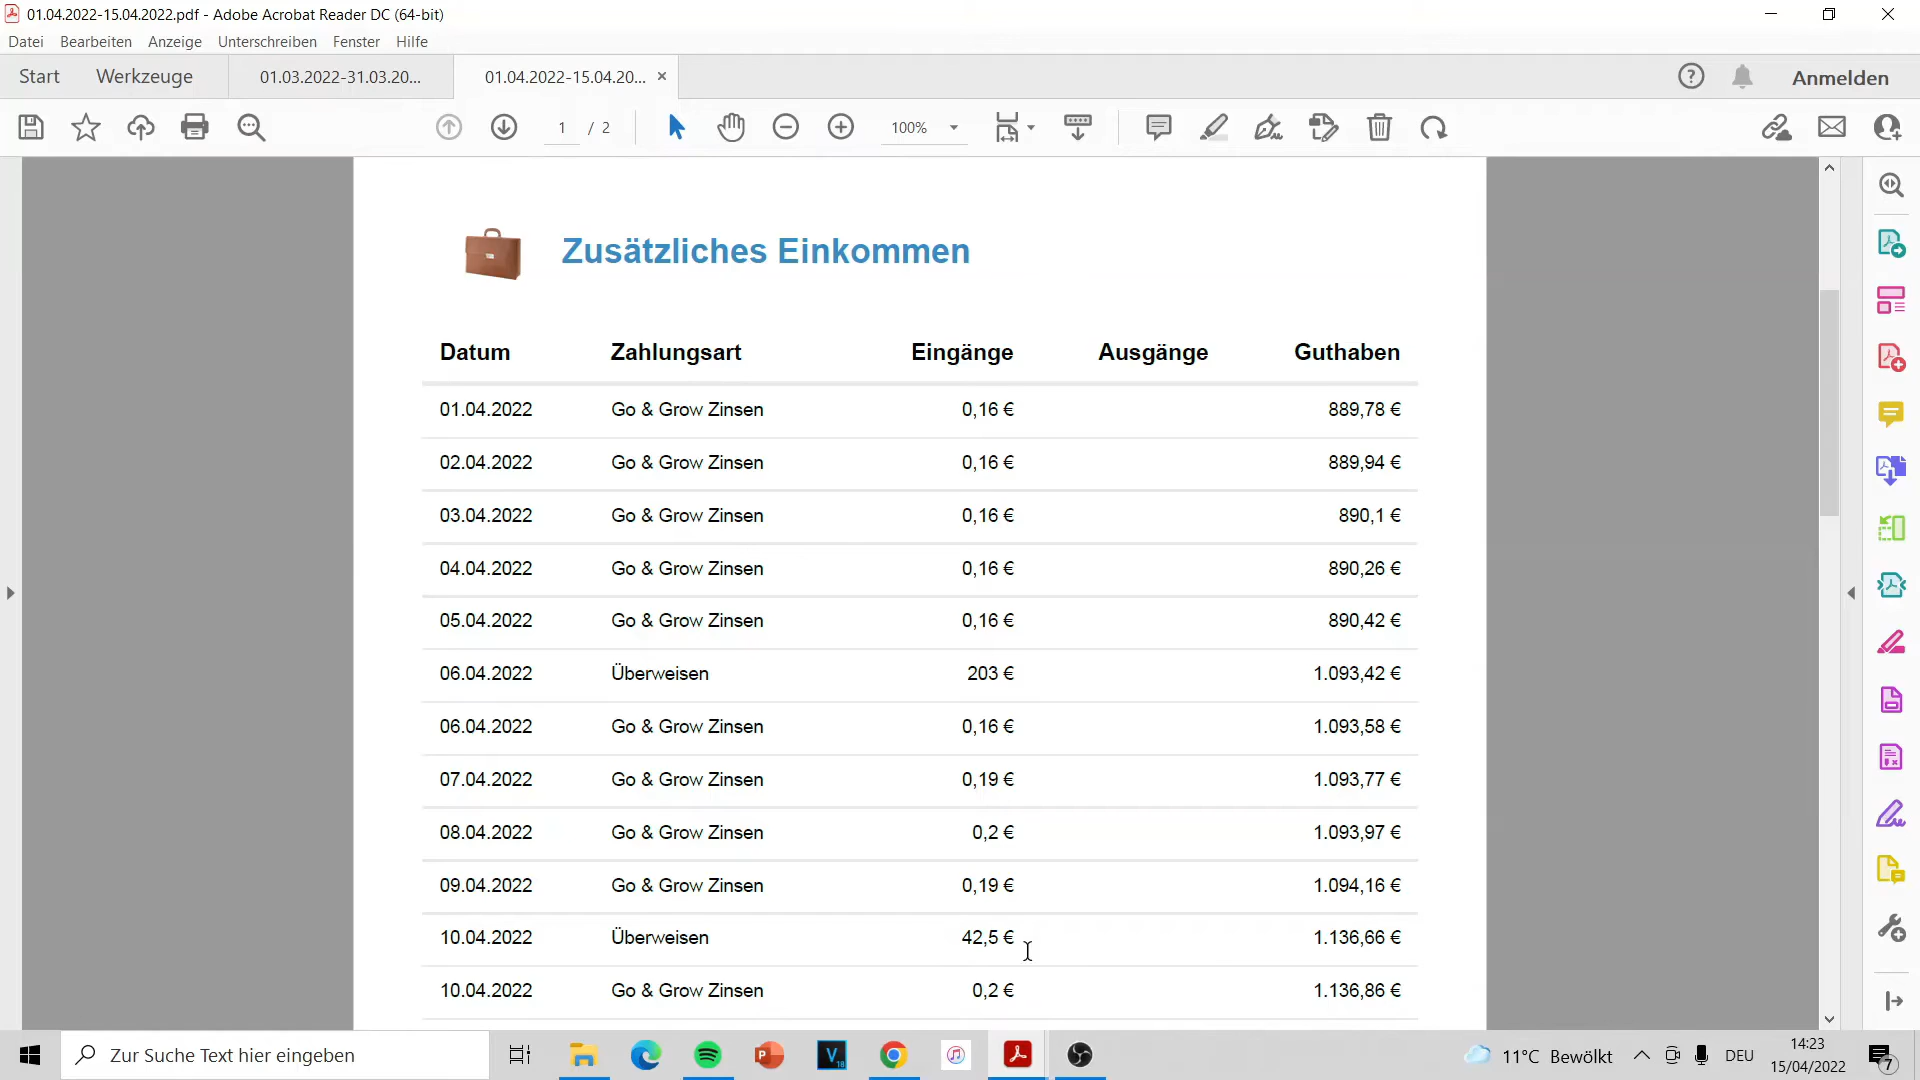 01.04.2022-15.04.2022.pdf - Adobe Acrobat Reader DC (64-bit)
Datei Bearbeiten Anzeige Unterschreiben Fenster Hilfe
Start Werkzeuge 01.03.2022-31.03.20... 01.04.2022-15.04.20... × Anmelden
1 / 2 100%
Zusätzliches Einkommen
Datum Zahlungsart Eingänge Ausgänge Guthaben
01.04.2022 Go & Grow Zinsen 0,16 € 889,78 €
02.04.2022 Go & Grow Zinsen 0,16 € 889,94 €
03.04.2022 Go & Grow Zinsen 0,16 € 890,1 €
04.04.2022 Go & Grow Zinsen 0,16 € 890,26 €
05.04.2022 Go & Grow Zinsen 0,16 € 890,42 €
06.04.2022 Überweisen 203 € 1.093,42 €
06.04.2022 Go & Grow Zinsen 0,16 € 1.093,58 €
07.04.2022 Go & Grow Zinsen 0,19 € 1.093,77 €
08.04.2022 Go & Grow Zinsen 0,2 € 1.093,97 €
09.04.2022 Go & Grow Zinsen 0,19 € 1.094,16 €
10.04.2022 Überweisen 42,5 € 1.136,66 €
10.04.2022 Go & Grow Zinsen 0,2 € 1.136,86 €
Zur Suche Text hier eingeben 11°C Bewölkt DEU 14:23
15/04/2022 7